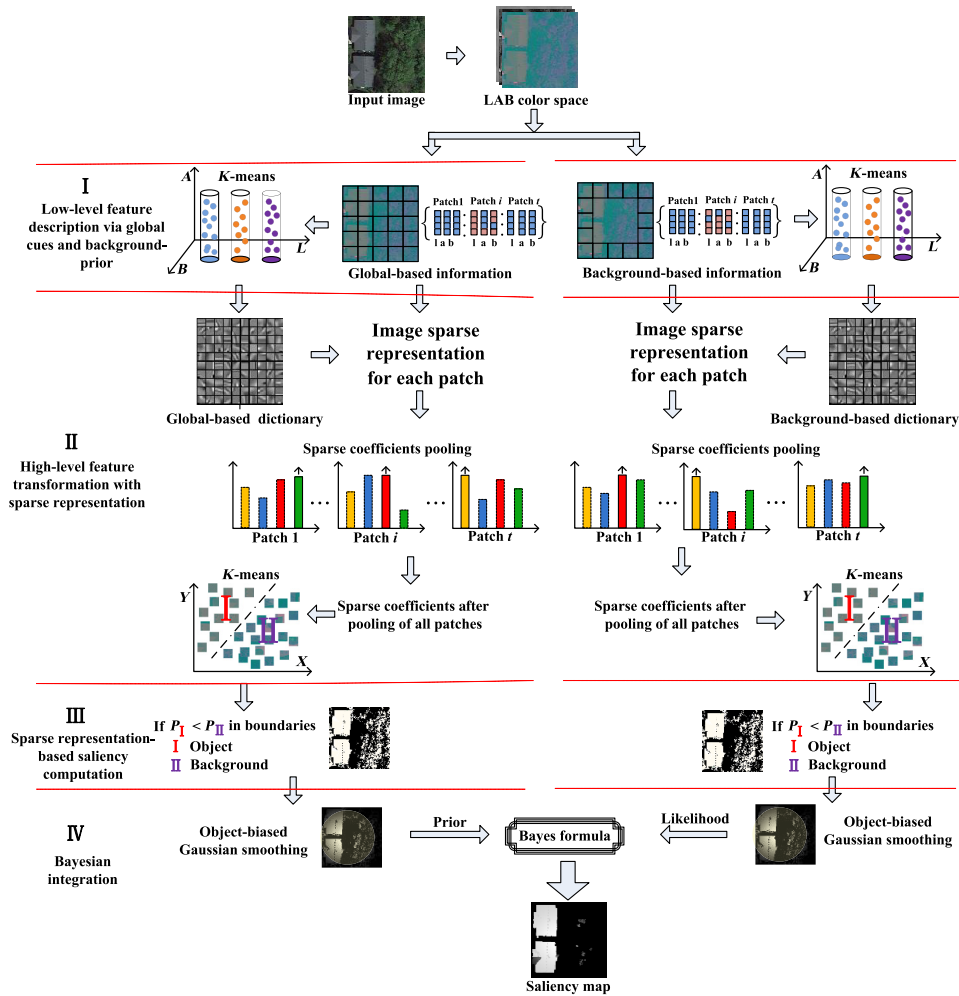 Input image
LAB color space
I
Low-level feature
description via global
cues and background-
prior
A
K-means
L
B
Patch1 Patch i Patch t
l a b l a b l a b
Global-based information
Patch1 Patch i Patch t
l a b l a b l a b
Background-based information
A
K-means
L
B
Image sparse
representation
for each patch
Global-based dictionary
Image sparse
representation
for each patch
Background-based dictionary
II
High-level feature
transformation with
sparse representation
Sparse coefficients pooling
... ...
Patch 1 Patch i Patch t
Sparse coefficients pooling
... ...
Patch 1 Patch i Patch t
K-means
Y
I
II
X
Sparse coefficients after
pooling of all patches
Sparse coefficients after
pooling of all patches
K-means
Y
I
II
X
III
Sparse representation-
based saliency
computation
If P I < P II in boundaries
I Object
II Background
If P I < P II in boundaries
I Object
II Background
IV
Bayesian
integration
Object-biased
Gaussian smoothing
Prior
Bayes formula
Likelihood
Object-biased
Gaussian smoothing
Saliency map